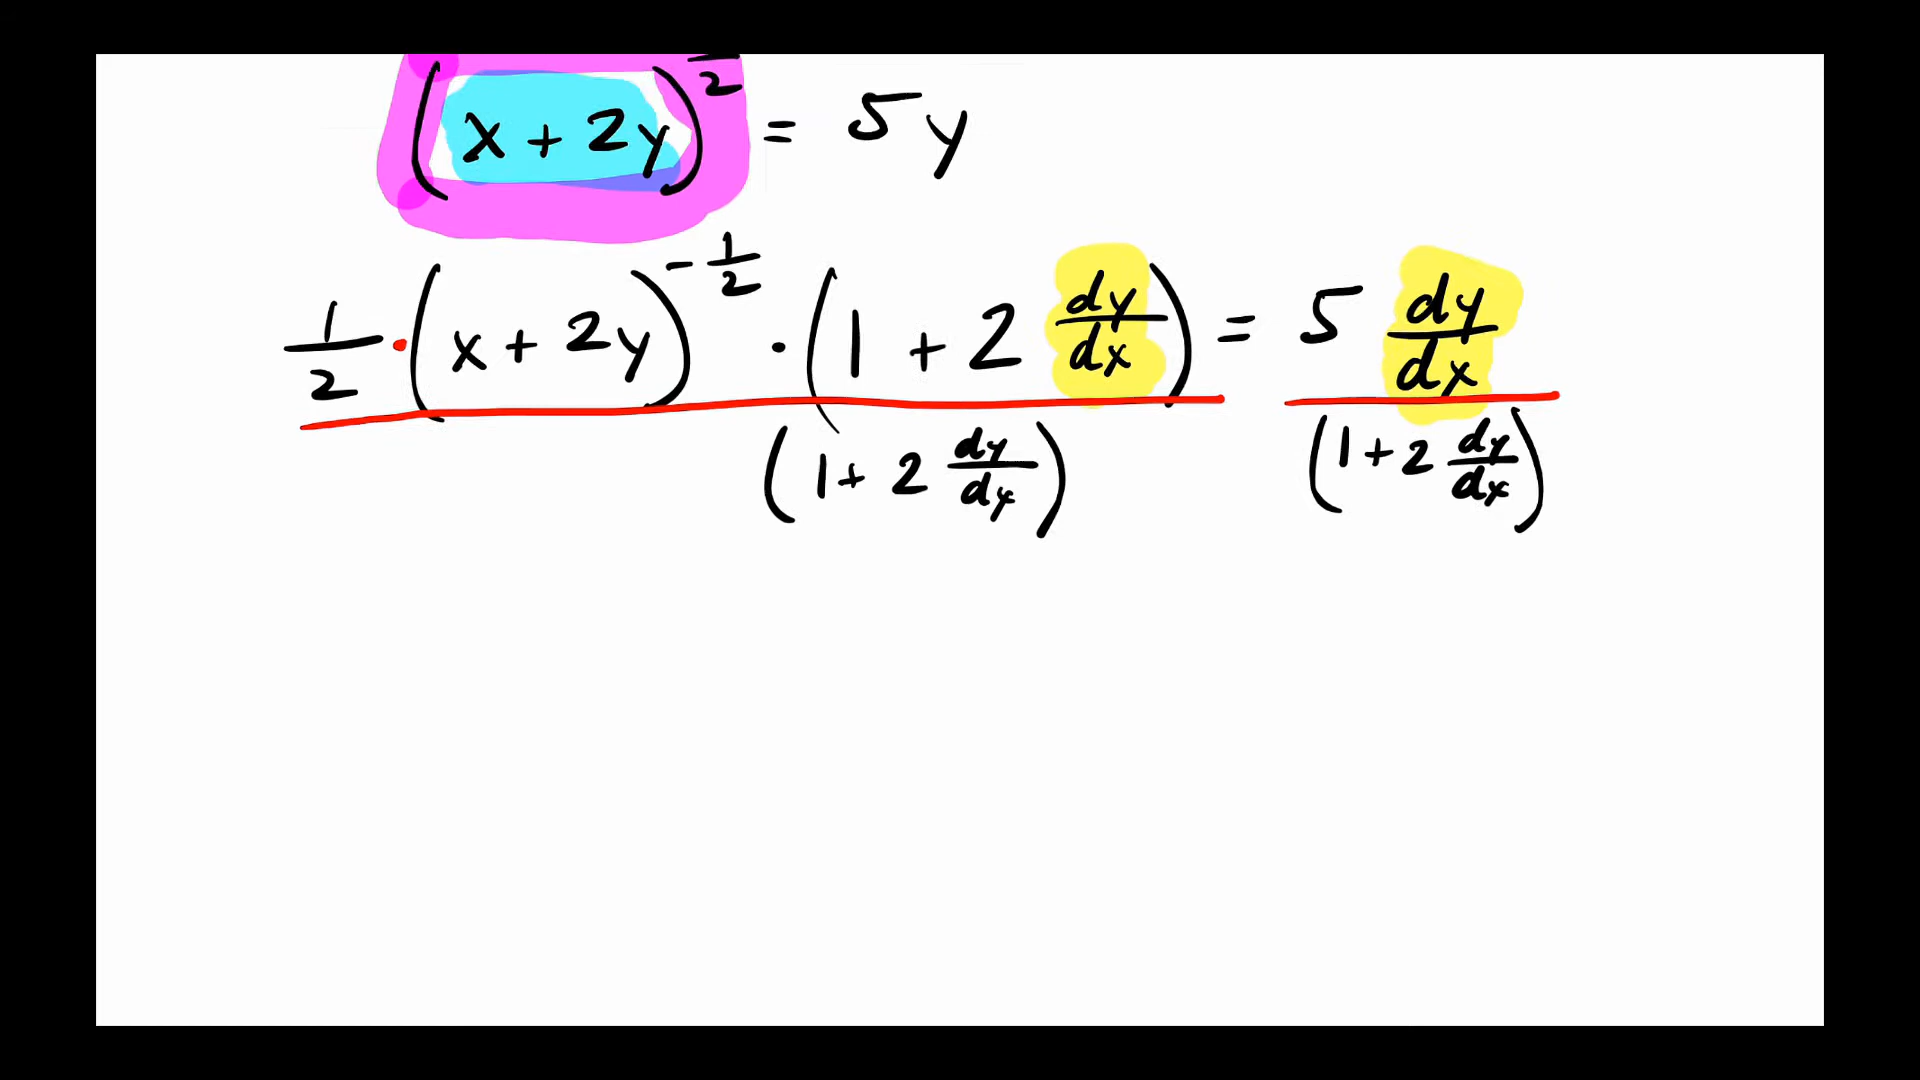 (x + 2y)^1/2 = 5y
1/2 · (x + 2y)^-1/2 · (1 + 2 dy/dx) = 5 dy/dx
(1 + 2 dy/dy) (1 + 2 dy/dx)